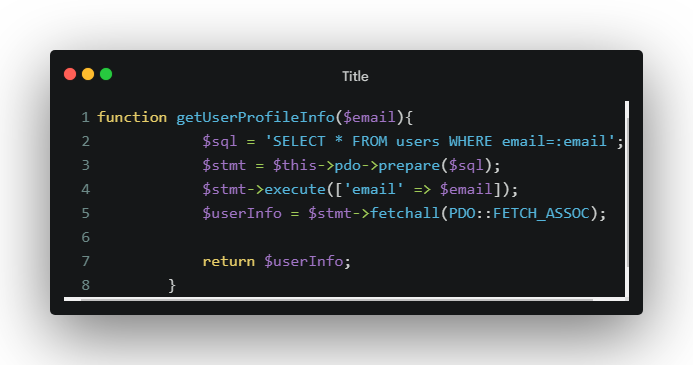 Title
1 function getUserProfileInfo($email){
2 $sql = 'SELECT * FROM users WHERE email=:email';
3 $stmt = $this->pdo->prepare($sql);
4 $stmt->execute(['email' => $email]);
5 $userInfo = $stmt->fetchall(PDO::FETCH_ASSOC);
6
7 return $userInfo;
8 }